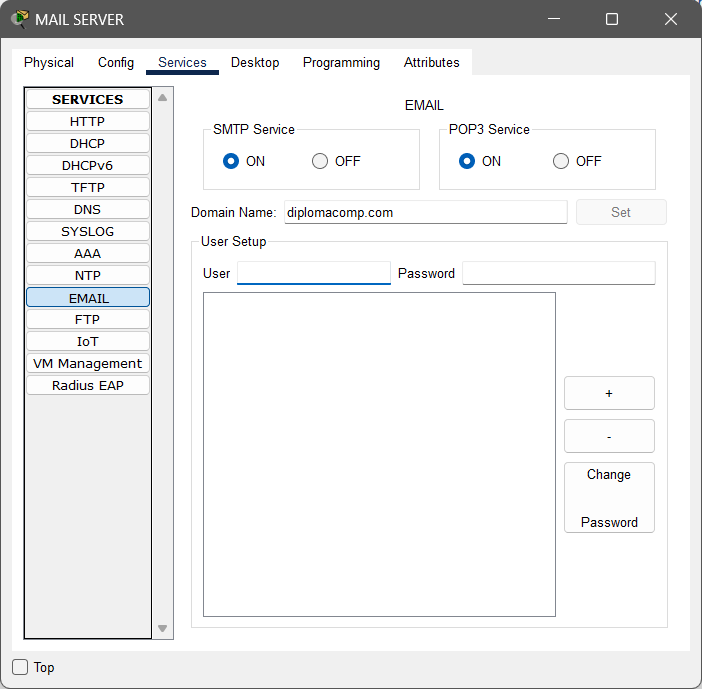 MAIL SERVER
Physical Config Services Desktop Programming Attributes
SERVICES
HTTP
DHCP
DHCPv6
TFTP
DNS
SYSLOG
AAA
NTP
EMAIL
FTP
IoT
VM Management
Radius EAP
EMAIL
SMTP Service
ON OFF
POP3 Service
ON OFF
Domain Name: diplomacomp.com Set
User Setup
User Password
+
-
Change
Password
Top